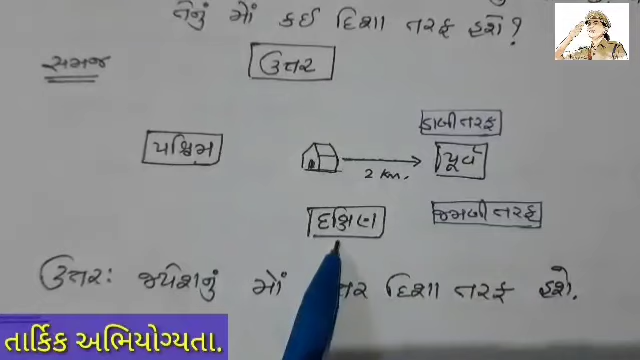 તેનું મોં કઈ દિશા તરફ હશે?
સમજ
ઉત્તર
ડાબી તરફ
પશ્ચિમ
પૂર્વ
2 km.
દક્ષિણ
જમણી તરફ
ઉત્તર: જયેશનું મોં દિશા તરફ હશે.
તાર્કિક અભિયોગ્યતા.